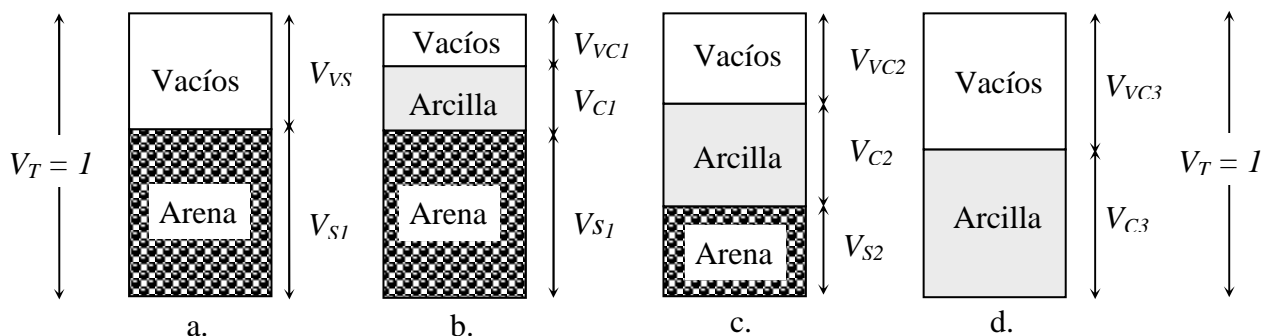 V_T = 1
Vacíos
Arena
V_VS
V_S1
a.
Vacíos
Arcilla
Arena
V_VC1
V_C1
V_S1
b.
Vacíos
Arcilla
Arena
V_VC2
V_C2
V_S2
c.
Vacíos
Arcilla
V_VC3
V_C3
d.
V_T = 1